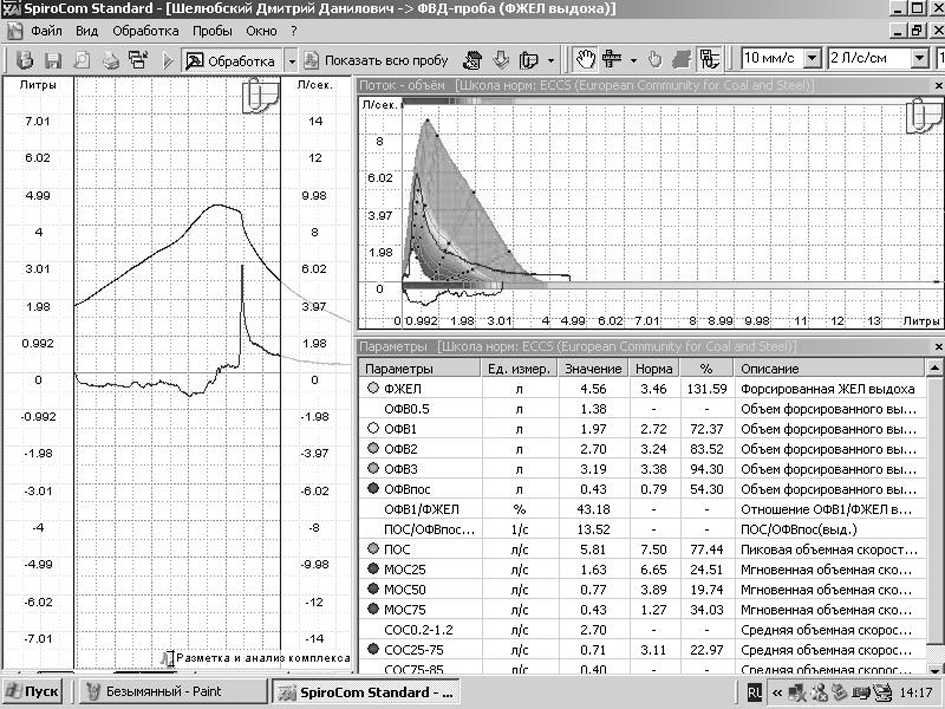 SpiroCom Standard - [Шелюбский Дмитрий Данилович -> ФВД-проба (ФЖЕЛ выдоха)]
Файл Вид Обработка Пробы Окно ?
Обработка Показать всю пробу 10 мм/с 2 Л/с/см
Литры Л/сек.
7.01 14
6.02 12
4.99 9.98
4 8
3.01 6.02
1.98 3.97
0.992 1.98
0 0
-0.992 -1.98
-1.98 -3.97
-3.01 -6.02
-4 -8
-4.99 -9.98
-6.02 -12
-7.01 -14
Разметка и анализ комплекса
Поток - объём [Школа норм: ECCS (European Community for Coal and Steel)]
Л/сек.
8
6.02
3.97
1.98
0
0 0.992 1.98 3.01 4 4.99 6.02 7.01 8 8.99 9.98 11 12 13 Литры
Параметры [Школа норм: ECCS (European Community for Coal and Steel)]
Параметры Ед. измер. Значение Норма % Описание
ФЖЕЛ л 4.56 3.46 131.59 Форсированная ЖЕЛ выдоха
ОФВ0.5 л 1.38 - - Объем форсированного вы...
ОФВ1 л 1.97 2.72 72.37 Объем форсированного вы...
ОФВ2 л 2.70 3.24 83.52 Объем форсированного вы...
ОФВ3 л 3.19 3.38 94.30 Объем форсированного вы...
ОФВпос л 0.43 0.79 54.30 Объем форсированного вы...
ОФВ1/ФЖЕЛ % 43.18 - - Отношение ОФВ1/ФЖЕЛ в...
ПОС/ОФВпос... 1/с 13.52 - - ПОС/ОФВпос(выд.)
ПОС л/с 5.81 7.50 77.44 Пиковая объемная скорост...
МОС25 л/с 1.63 6.65 24.51 Мгновенная объемная ско...
МОС50 л/с 0.77 3.89 19.74 Мгновенная объемная ско...
МОС75 л/с 0.43 1.27 34.03 Мгновенная объемная ско...
СОС0.2-1.2 л/с 2.70 - - Средняя объемная скорос...
СОС25-75 л/с 0.71 3.11 22.97 Средняя объемная скорос...
СОС75-85 л/с 0.40 - - Средняя объемная скорос...
Пуск Безымянный - Paint SpiroCom Standard - ... RU « 14:17